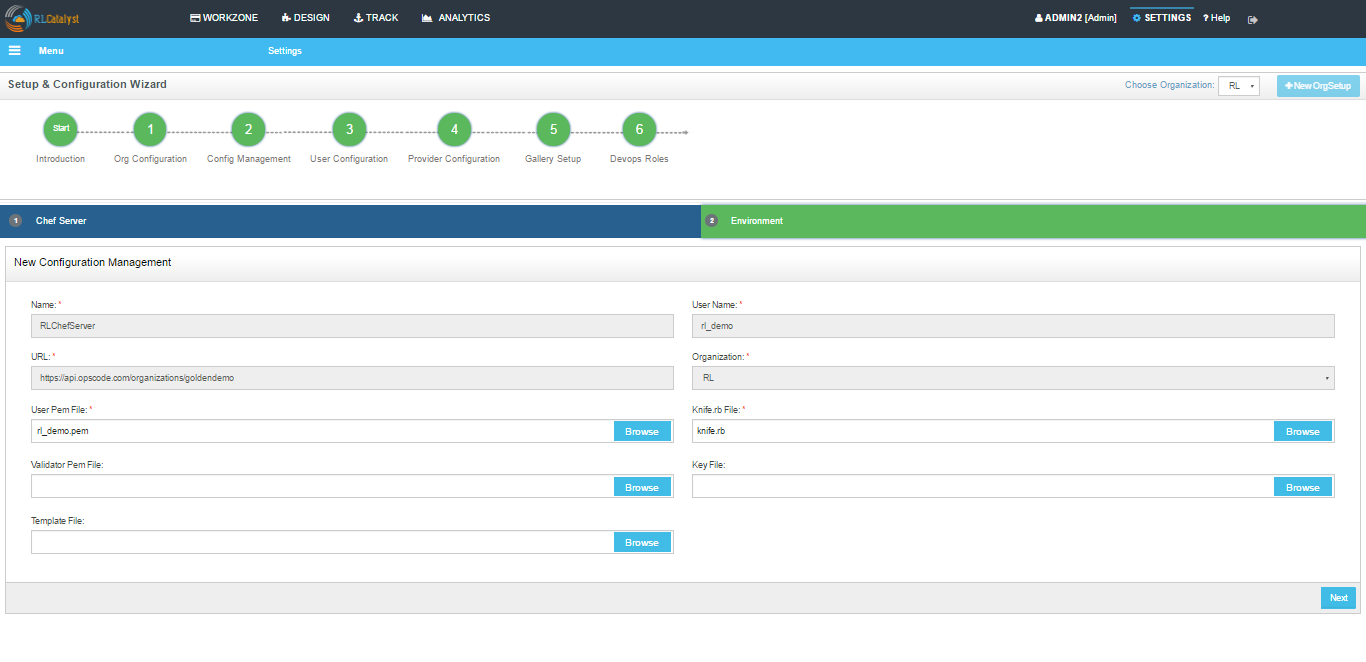 RLCatalyst WORKZONE DESIGN TRACK ANALYTICS ADMIN2 [Admin] SETTINGS ? Help
Menu Settings
Setup & Configuration Wizard Choose Organization: RL New OrgSetup
Start 1 2 3 4 5 6
Introduction Org Configuration Config Management User Configuration Provider Configuration Gallery Setup Devops Roles
1 Chef Server 2 Environment
New Configuration Management
Name: * User Name: *
RLChefServer rl_demo
URL: * Organization: *
https://api.opscode.com/organizations/goldendemo RL
User Pem File: * Knife.rb File: *
rl_demo.pem Browse knife.rb Browse
Validator Pem File: Key File:
Browse Browse
Template File:
Browse
Next